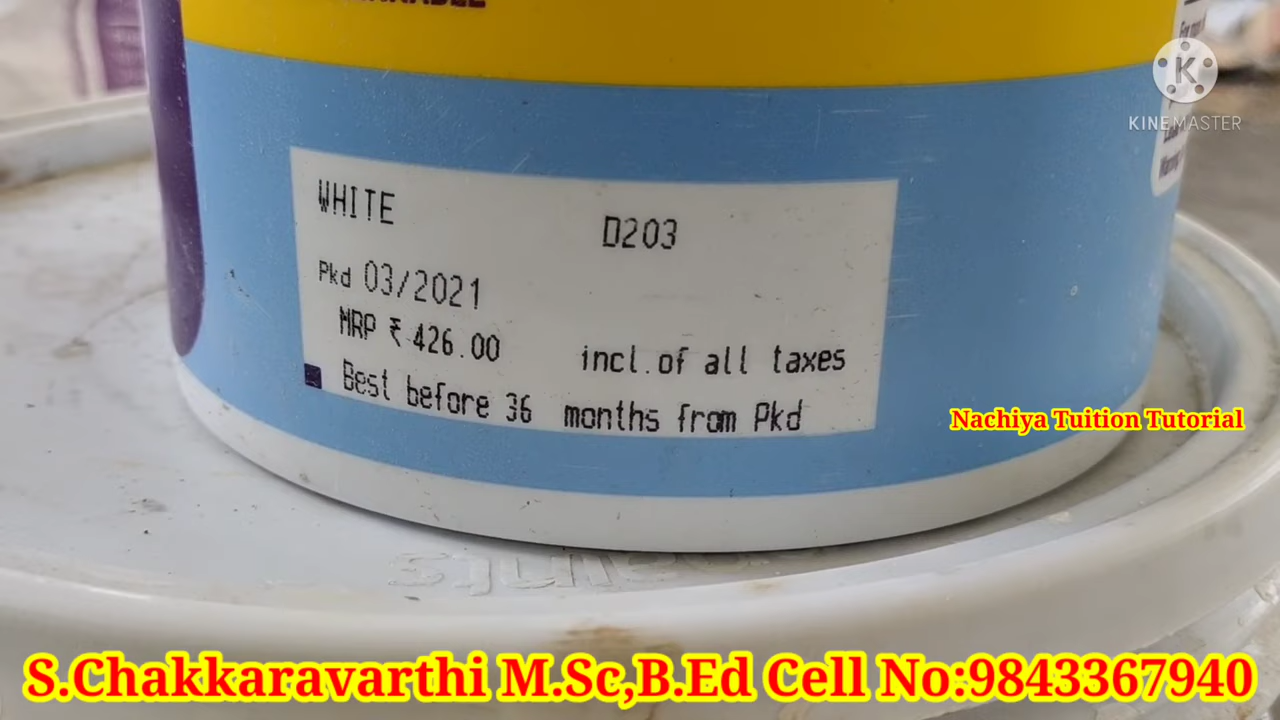 KINEMASTER
WHITE
D203
Pkd 03/2021
MRP ₹ 426.00 incl.of all taxes
Best before 36 months from Pkd
Nachiya Tuition Tutorial
S.Chakkaravarthi M.Sc,B.Ed Cell No:9843367940